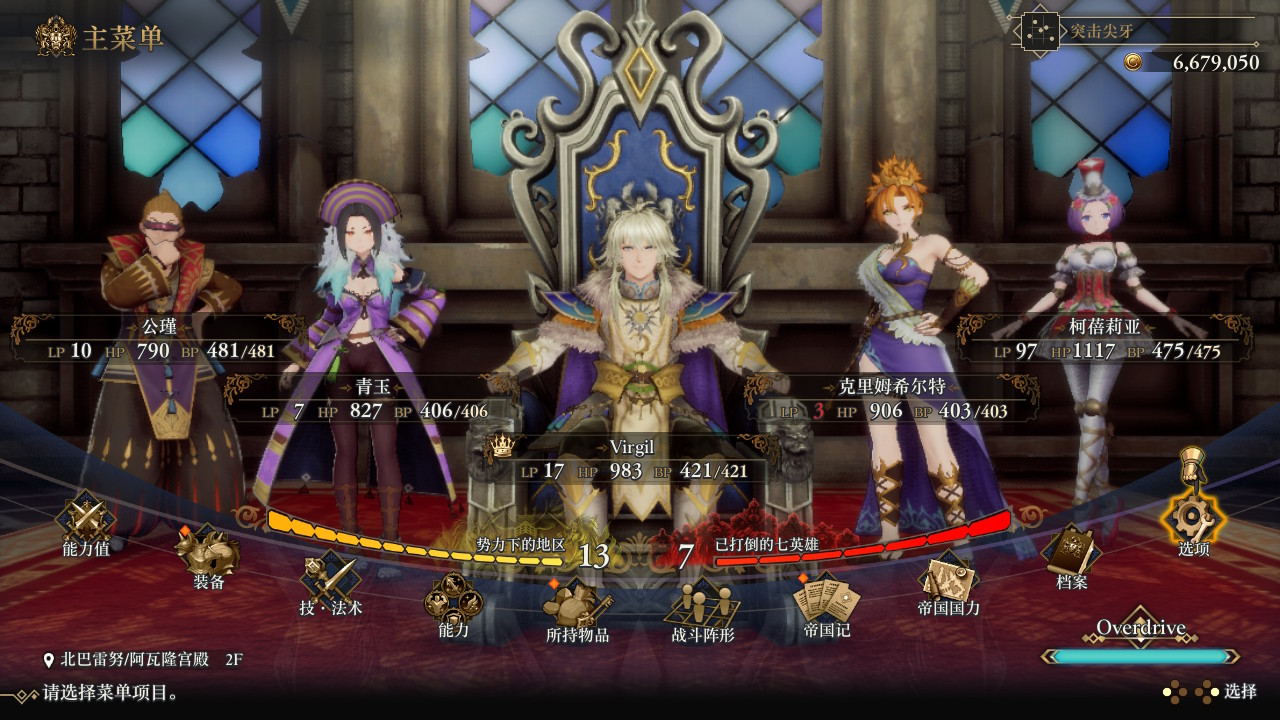 主菜单
突击尖牙
6,679,050
公瑾
LP 10 HP 790 BP 481/481
柯蓓莉亚
LP 97 HP 1117 BP 475/475
青玉
LP 7 HP 827 BP 406/406
克里姆希尔特
LP 3 HP 906 BP 403/403
Virgil
LP 17 HP 983 BP 421/421
势力下的地区 13
7 已打倒的七英雄
能力值
装备
技・法术
能力
所持物品
战斗阵形
帝国记
帝国国力
档案
选项
Overdrive
北巴雷努/阿瓦隆宫殿 2F
请选择菜单项目。
选择